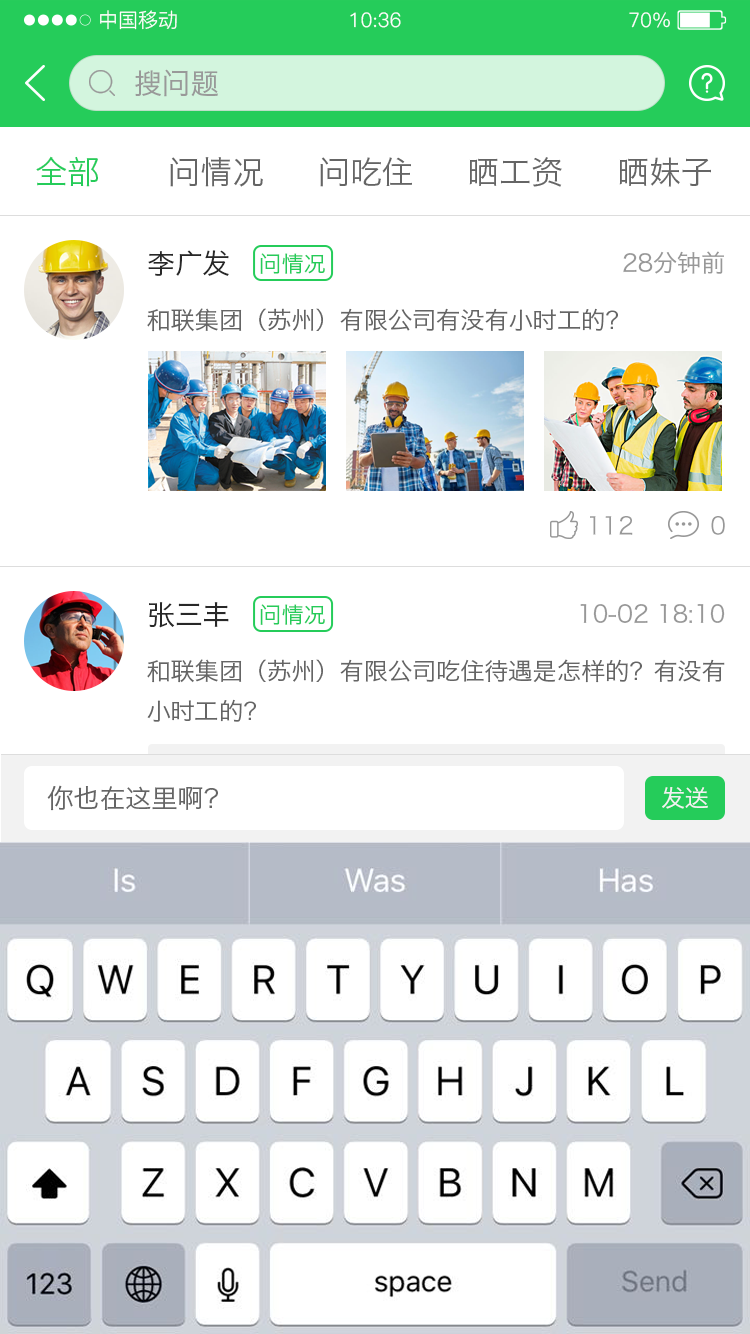 中国移动 10:36 70%
搜问题
全部 问情况 问吃住 晒工资 晒妹子
李广发 问情况 28分钟前
和联集团（苏州）有限公司有没有小时工的?
112 0
张三丰 问情况 10-02 18:10
和联集团（苏州）有限公司吃住待遇是怎样的？有没有
小时工的?
你也在这里啊? 发送
Is Was Has
Q W E R T Y U I O P
A S D F G H J K L
Z X C V B N M
123 space Send